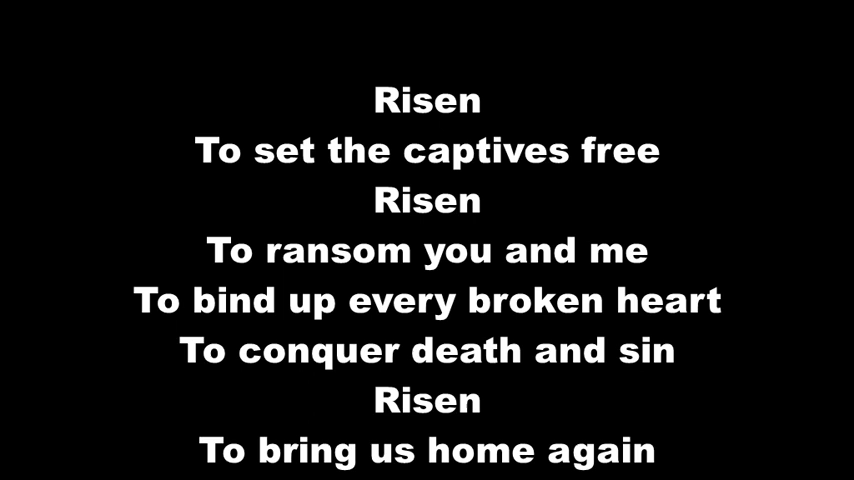 Risen
To set the captives free
Risen
To ransom you and me
To bind up every broken heart
To conquer death and sin
Risen
To bring us home again